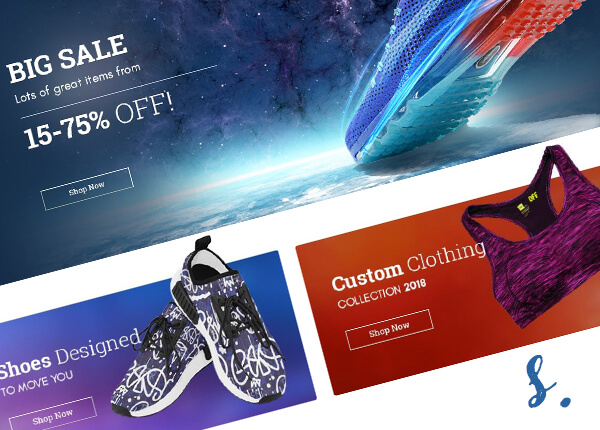 BIG SALE
Lots of great items from
15-75% OFF!
Shop Now
Custom Clothing
COLLECTION 2018
Shop Now
OFF
Shoes Designed
TO MOVE YOU
Shop Now
S.